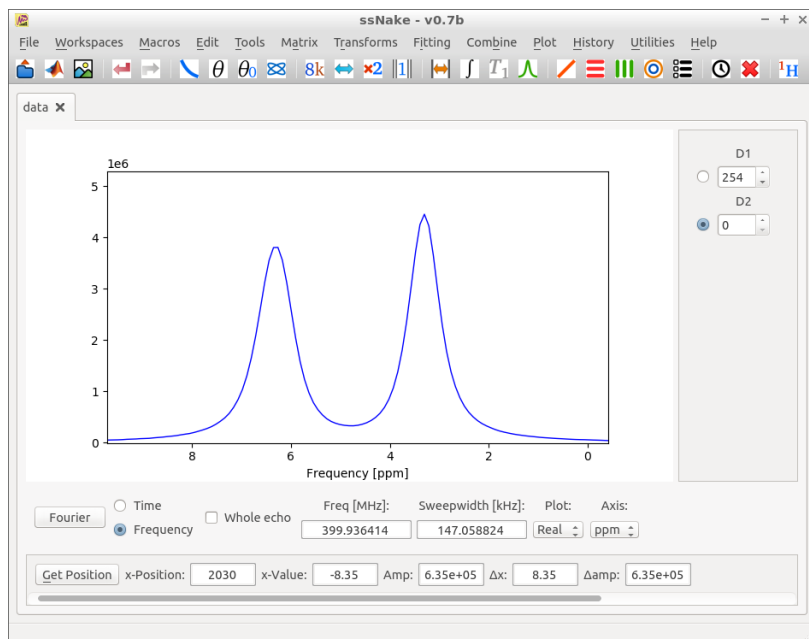 ssNake - v0.7b
File Workspaces Macros Edit Tools Matrix Transforms Fitting Combine Plot History Utilities Help
θ θ0 8k ×2 ||1|| ∫ T1 1H
data
D1
254
D2
0
1e6
5
4
3
2
1
0
8 6 4 2 0
Frequency [ppm]
Fourier
Time
Frequency
Whole echo
Freq [MHz]: Sweepwidth [kHz]: Plot: Axis:
399.936414 147.058824 Real ppm
Get Position x-Position: 2030 x-Value: -8.35 Amp: 6.35e+05 Δx: 8.35 Δamp: 6.35e+05